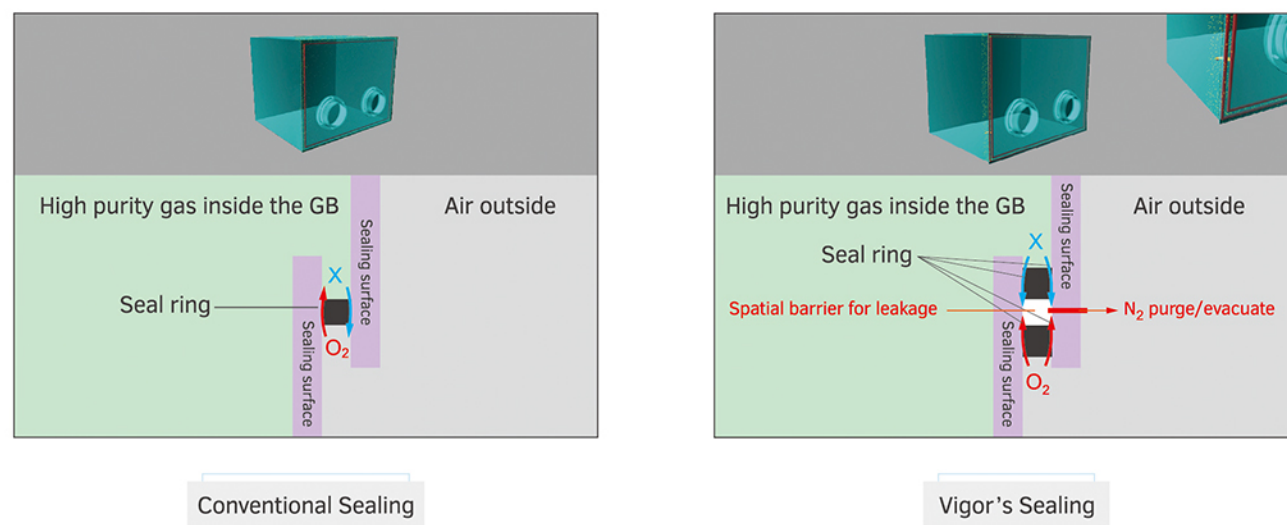 High purity gas inside the GB
Air outside
Sealing surface
X
Seal ring
O₂
Sealing surface
Conventional Sealing
High purity gas inside the GB
Air outside
Sealing surface
X
Seal ring
Spatial barrier for leakage
N₂ purge/evacuate
O₂
Sealing surface
Vigor's Sealing